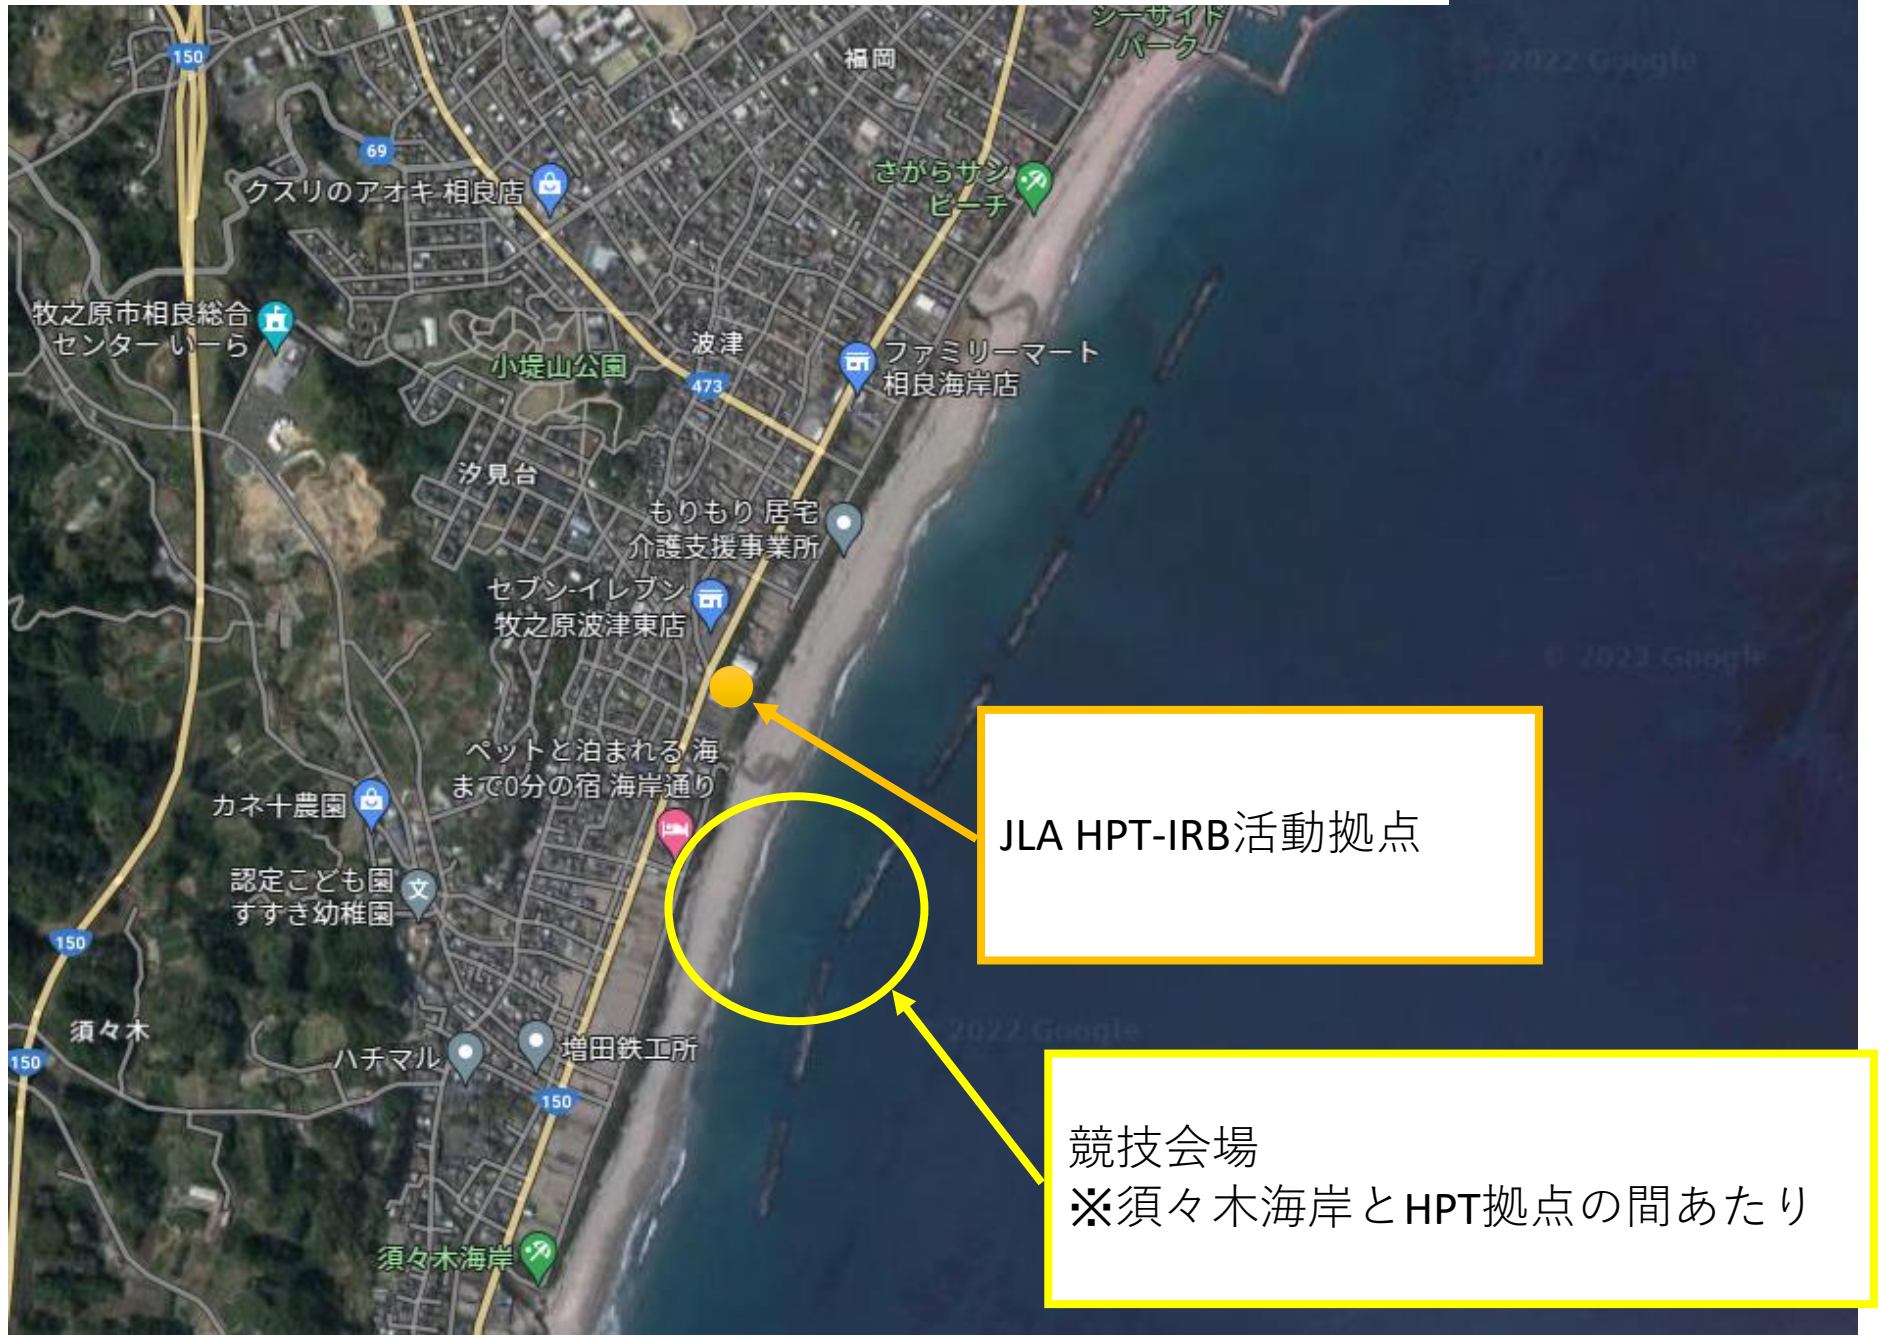 シーサイド
パーク
2022 Google
福岡
150
69
クスリのアオキ 相良店
さがらサン
ビーチ
牧之原市相良総合
センター いーら
小堤山公園
波津
473
ファミリーマート
相良海岸店
汐見台
もりもり 居宅
介護支援事業所
セブン-イレブン
牧之原波津東店
© 2022 Google
ペットと泊まれる 海
まで0分の宿 海岸通り
カネ十農園
JLA HPT-IRB活動拠点
認定こども園
すすき幼稚園
文
150
須々木
150
ハチマル
増田鉄工所
2022 Google
150
競技会場
※須々木海岸とHPT拠点の間あたり
須々木海岸